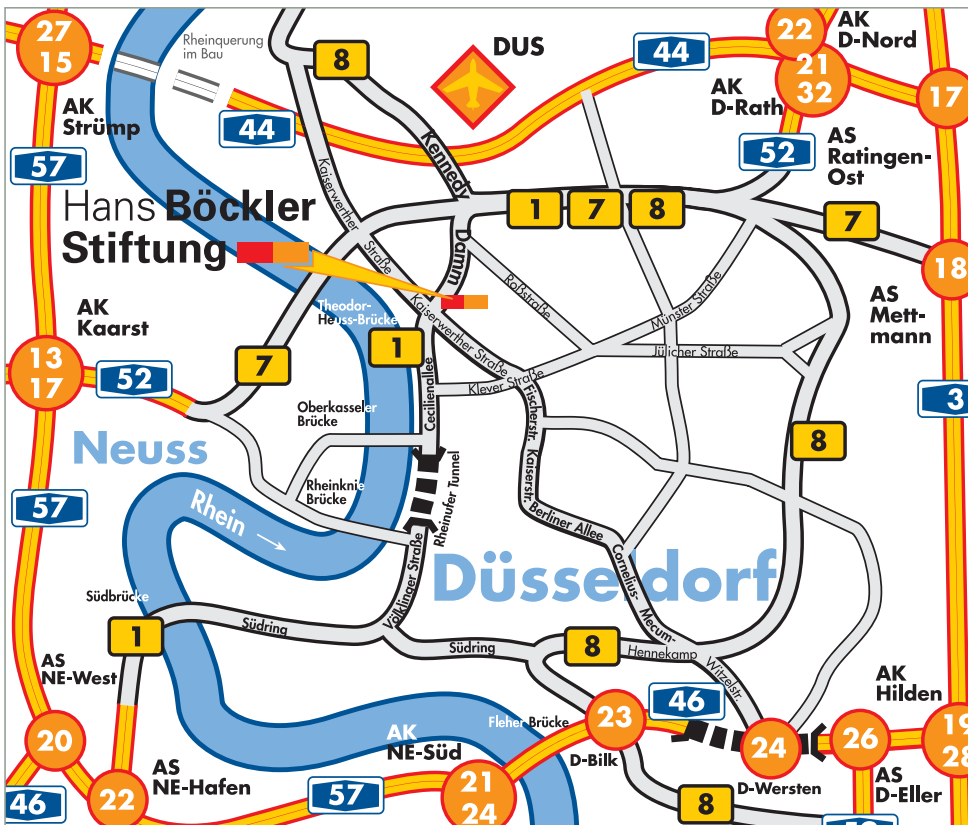 27
15
Rheinquerung
im Bau
8
DUS
44
22
AK
D-Nord
21
32
AK
D-Rath
17
AK
Strümp
44
52
AS
Ratingen-
Ost
57
Kennedy
Damm
Kaiserwerther Straße
1
7
8
7
Hans Böckler
Stiftung
18
Roßstraße
Münster Straße
AS
Mett-
mann
Theodor-
Heuss-Brücke
Kaiserwerther Straße
AK
Kaarst
1
7
Jülicher Straße
13
17
52
Klever Straße
3
Cecilienallee
Fischerstr.
Kaiserstr.
Oberkasseler
Brücke
8
Neuss
Rheinknie
Brücke
Rheinufer Tunnel
57
Rhein
Berliner Allee
Düsseldorf
Völklinger Straße
Cornelius-
Mecum-
Südbrücke
1
Südring
Südring
8
Hennekamp
Witzelstr.
AS
NE-West
AK
Hilden
46
Fleher Brücke
23
20
AK
NE-Süd
24
26
19
28
D-Bilk
AS
NE-Hafen
D-Wersten
AS
D-Eller
46
22
57
21
24
8